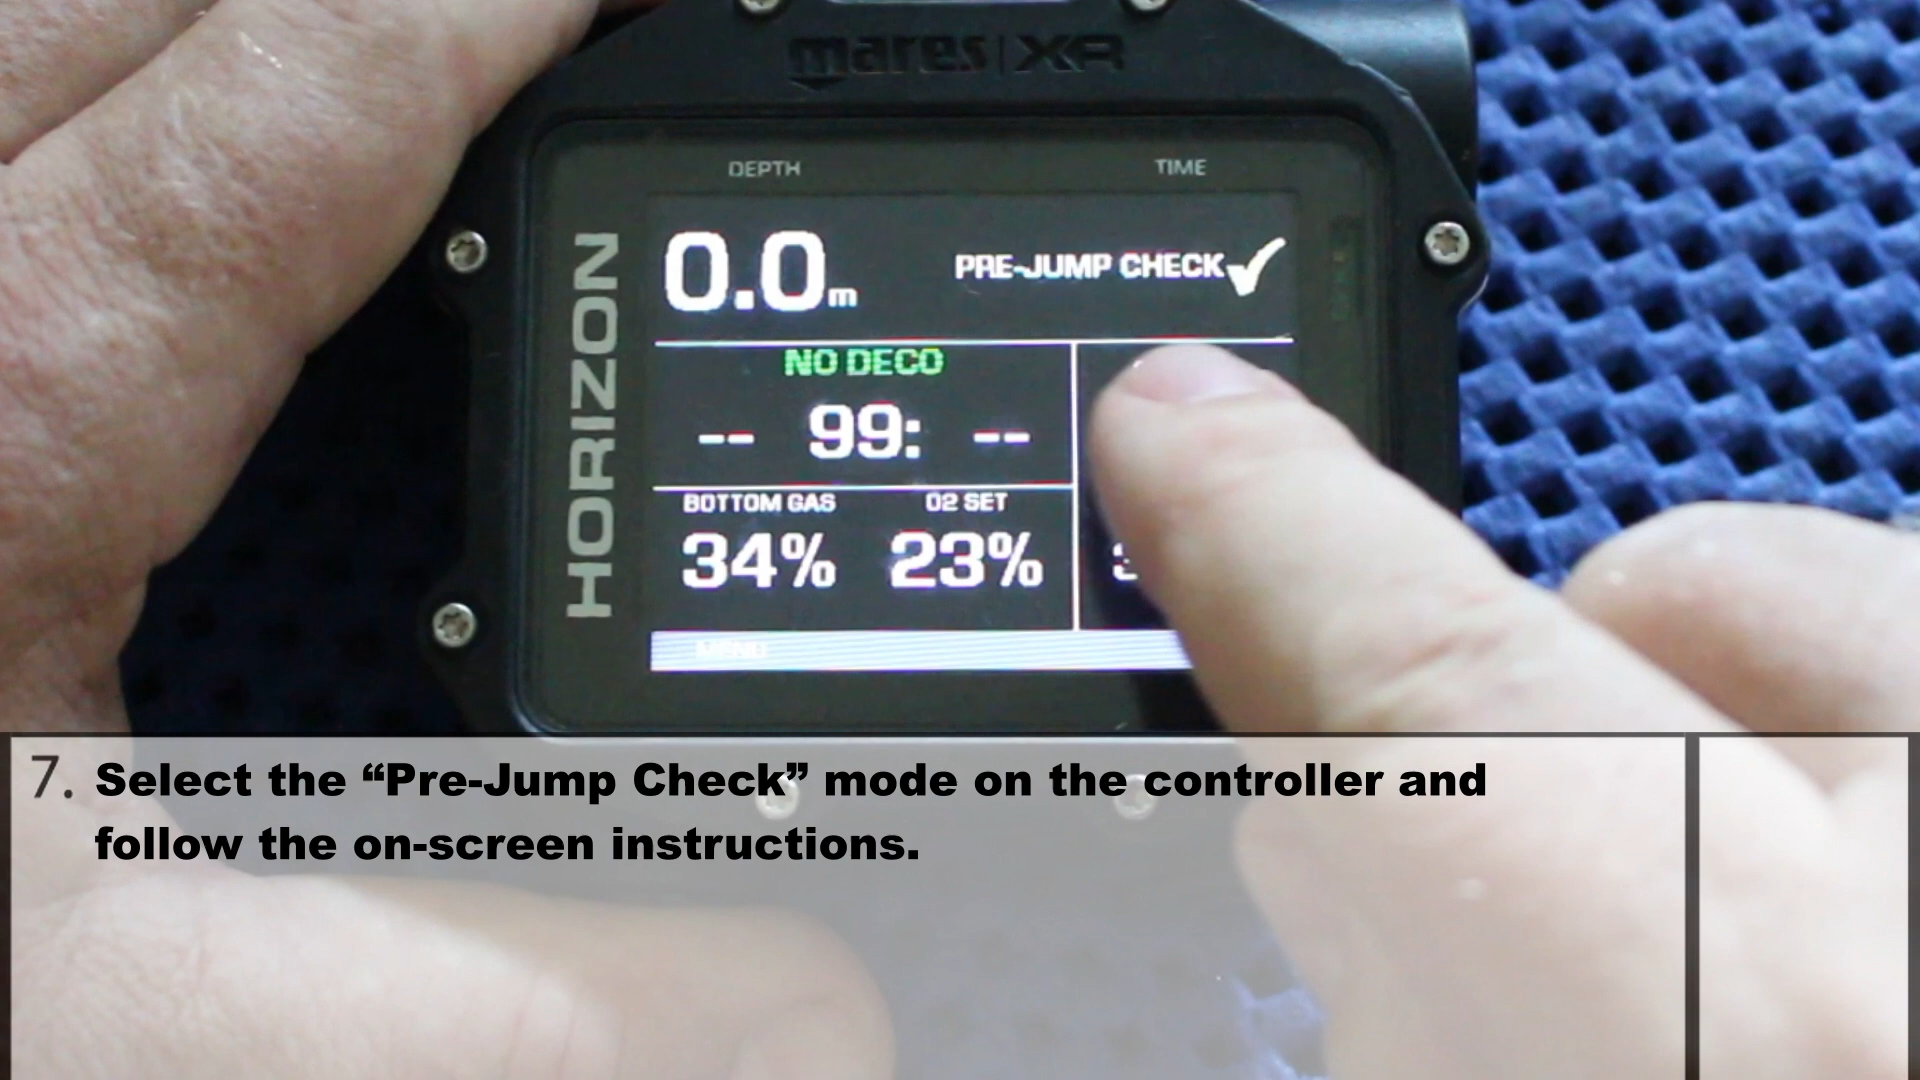 mares | XR
DEPTH TIME
HORIZON
0.0m PRE-JUMP CHECK✓
NO DECO
-- 99: --
BOTTOM GAS O2 SET
34% 23%
MENU
7. Select the “Pre-Jump Check” mode on the controller and
follow the on-screen instructions.